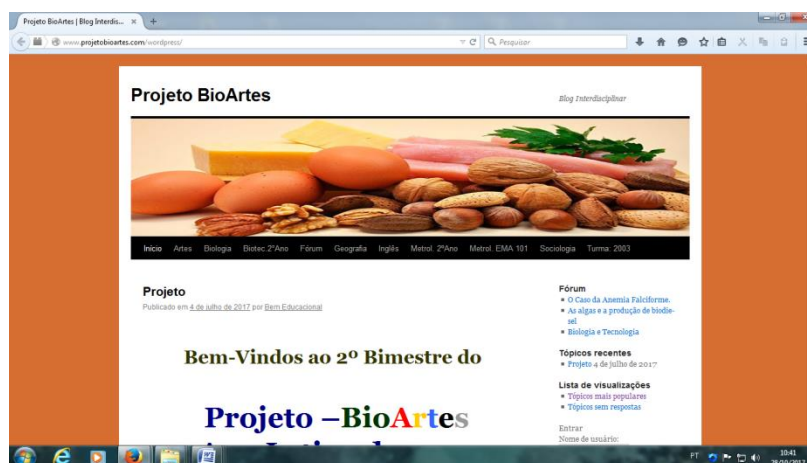 Projeto BioArtes | Blog Interdis...
www.projetobioartes.com/wordpress/
Pesquisar
Projeto BioArtes
Blog Interdisciplinar
Início Artes Biologia Biotec.2°Ano Fórum Geografia Inglês Metrol. 2ªAno Metrol. EMA 101 Sociologia Turma: 2003
Projeto
Publicado em 4 de julho de 2017 por Bem Educacional
Bem-Vindos ao 2º Bimestre do
Projeto –BioArtes
Fórum
O Caso da Anemia Falciforme.
As algas e a produção de biodie-
sel
Biologia e Tecnologia
Tópicos recentes
Projeto 4 de julho de 2017
Lista de visualizações
Tópicos mais populares
Tópicos sem respostas
Entrar
Nome de usuário:
PT
10:41